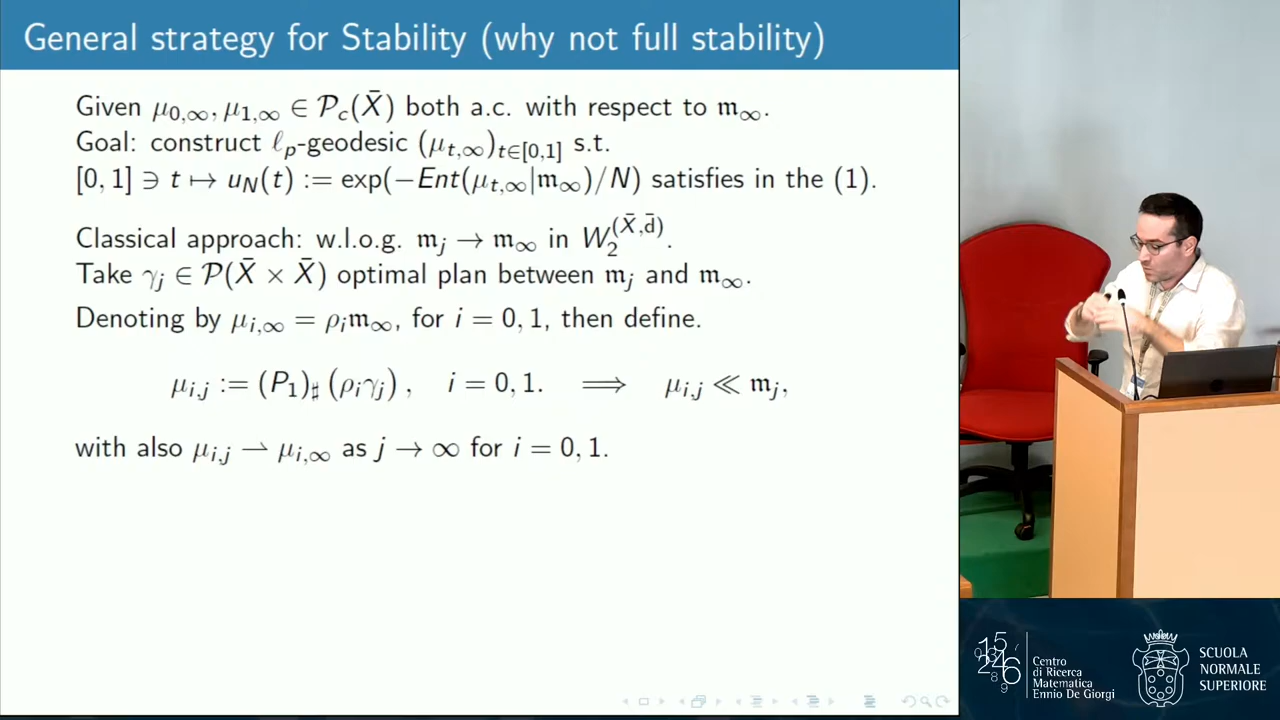 General strategy for Stability (why not full stability)
Given μ_{0,∞}, μ_{1,∞} ∈ 𝒫_c(X̄) both a.c. with respect to 𝔪_∞.
Goal: construct ℓ_p-geodesic (μ_{t,∞})_{t∈[0,1]} s.t.
[0, 1] ∋ t ↦ u_N(t) := exp(−Ent(μ_{t,∞}|𝔪_∞)/N) satisfies in the (1).
Classical approach: w.l.o.g. 𝔪_j → 𝔪_∞ in W_2^{(X̄,d̄)}.
Take γ_j ∈ 𝒫(X̄ × X̄) optimal plan between 𝔪_j and 𝔪_∞.
Denoting by μ_{i,∞} = ρ_i𝔪_∞, for i = 0, 1, then define.
μ_{i,j} := (P_1)_♯ (ρ_iγ_j) , i = 0, 1. ⟹ μ_{i,j} ≪ 𝔪_j,
with also μ_{i,j} ⇀ μ_{i,∞} as j → ∞ for i = 0, 1.
Centro
di Ricerca
Matematica
Ennio De Giorgi
SCUOLA
NORMALE
SUPERIORE